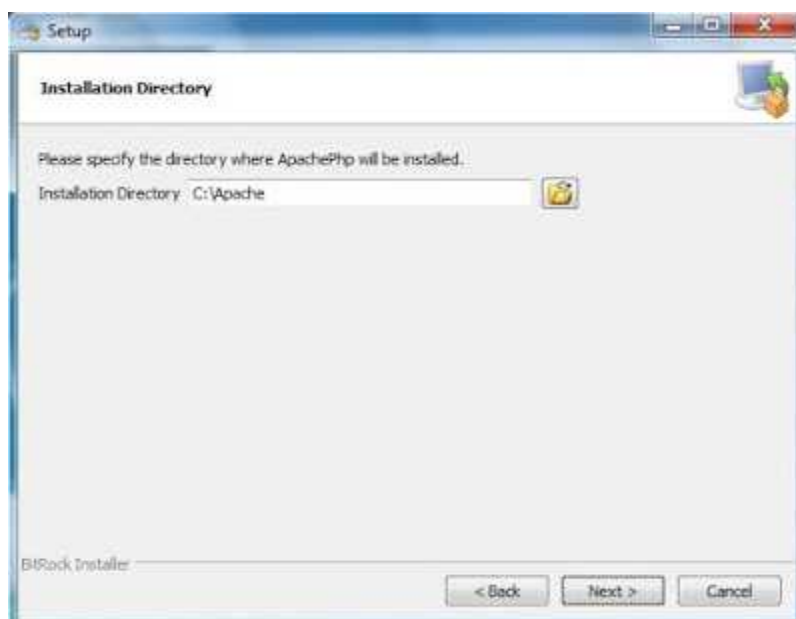 Setup
Installation Directory
Please specify the directory where ApachePhp will be installed.
Installation Directory C:\Apache
BitRock Installer
< Back Next > Cancel